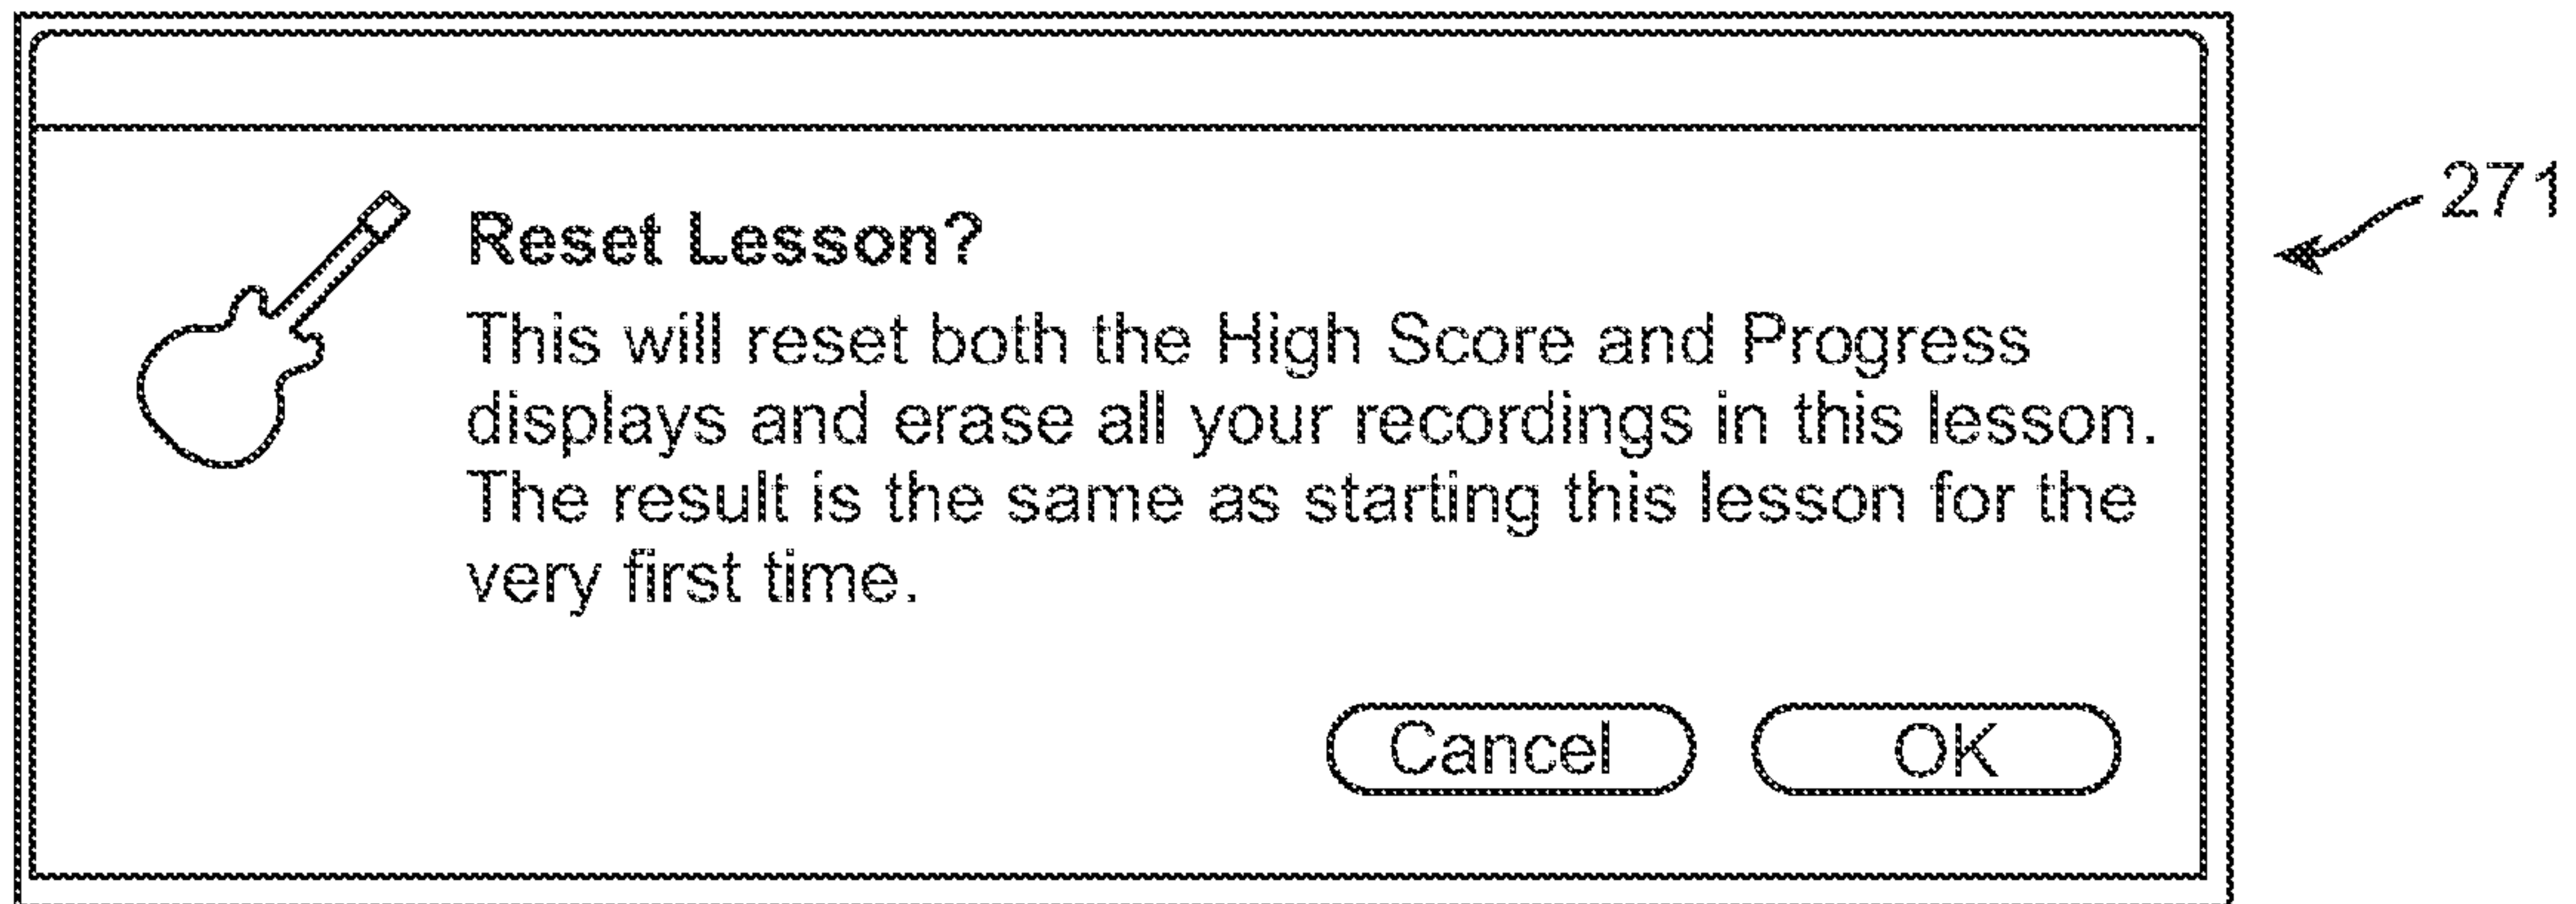 271
Reset Lesson?
This will reset both the High Score and Progress
displays and erase all your recordings in this lesson.
The result is the same as starting this lesson for the
very first time.
Cancel OK